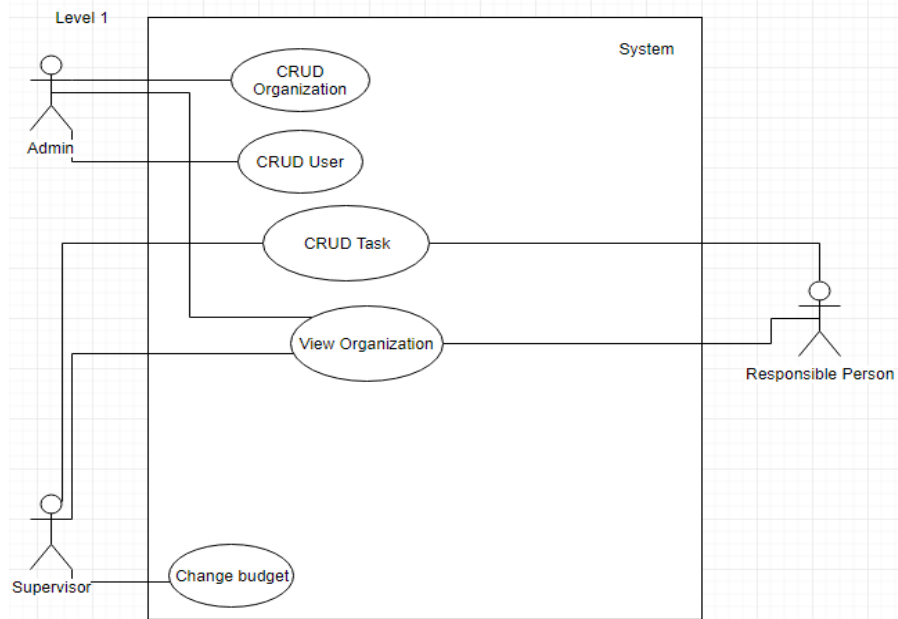 Level 1
System
CRUD
Organization
Admin
CRUD User
CRUD Task
View Organization
Responsible Person
Change budget
Supervisor